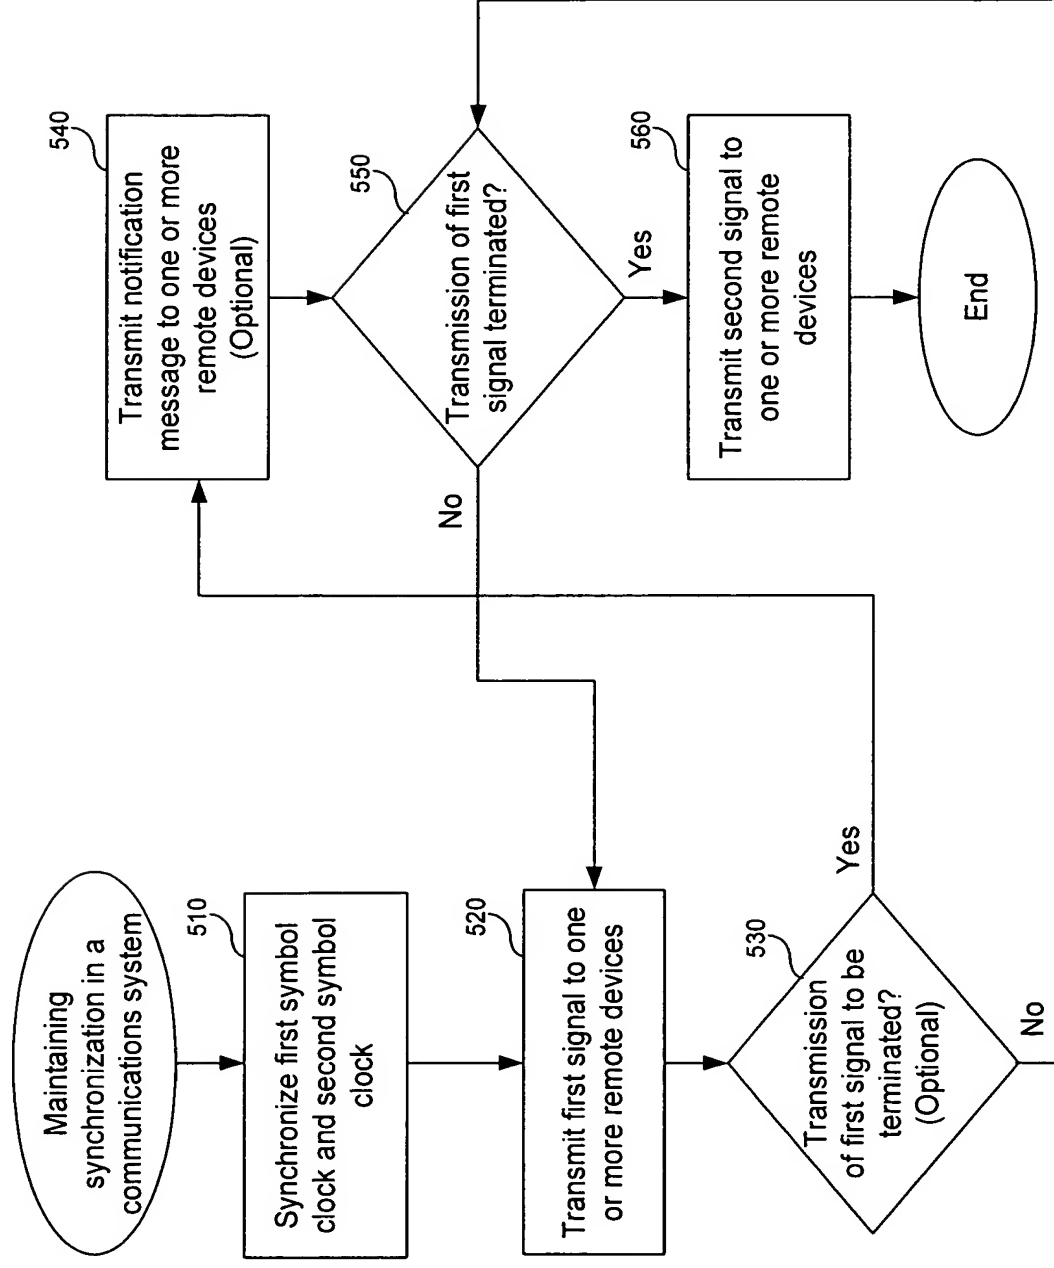 Maintaining
synchronization in a
communications system
510
Synchronize first symbol
clock and second symbol
clock
520
Transmit first signal to one
or more remote devices
530
Transmission
of first signal to be
terminated?
(Optional)
Yes
No
540
Transmit notification
message to one or more
remote devices
(Optional)
550
Transmission of first
signal terminated?
No
Yes
560
Transmit second signal to
one or more remote
devices
End